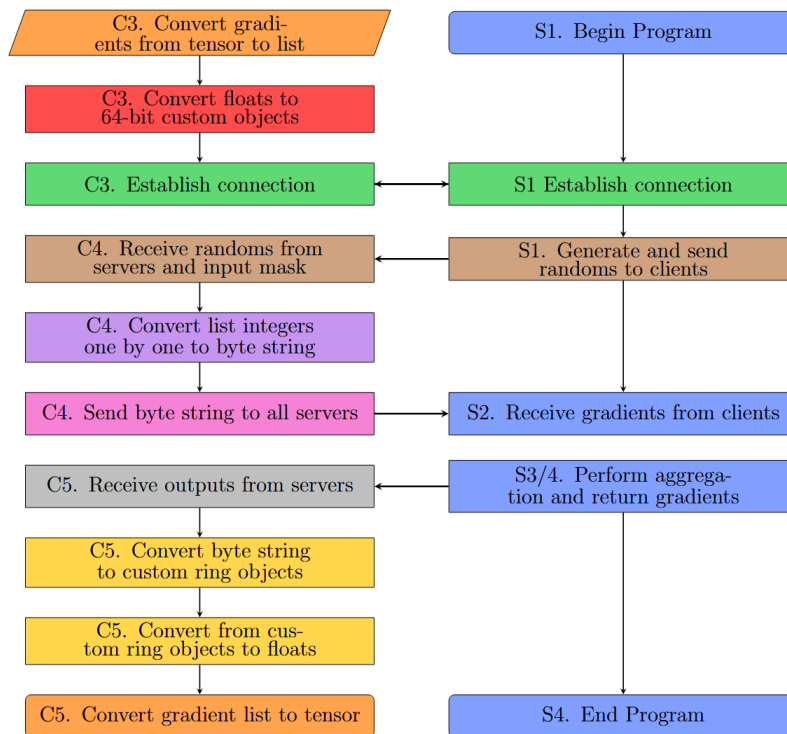 C3. Convert gradi-
ents from tensor to list
S1. Begin Program
C3. Convert floats to
64-bit custom objects
C3. Establish connection
S1 Establish connection
C4. Receive randoms from
servers and input mask
S1. Generate and send
randoms to clients
C4. Convert list integers
one by one to byte string
C4. Send byte string to all servers
S2. Receive gradients from clients
C5. Receive outputs from servers
S3/4. Perform aggrega-
tion and return gradients
C5. Convert byte string
to custom ring objects
C5. Convert from cus-
tom ring objects to floats
C5. Convert gradient list to tensor
S4. End Program